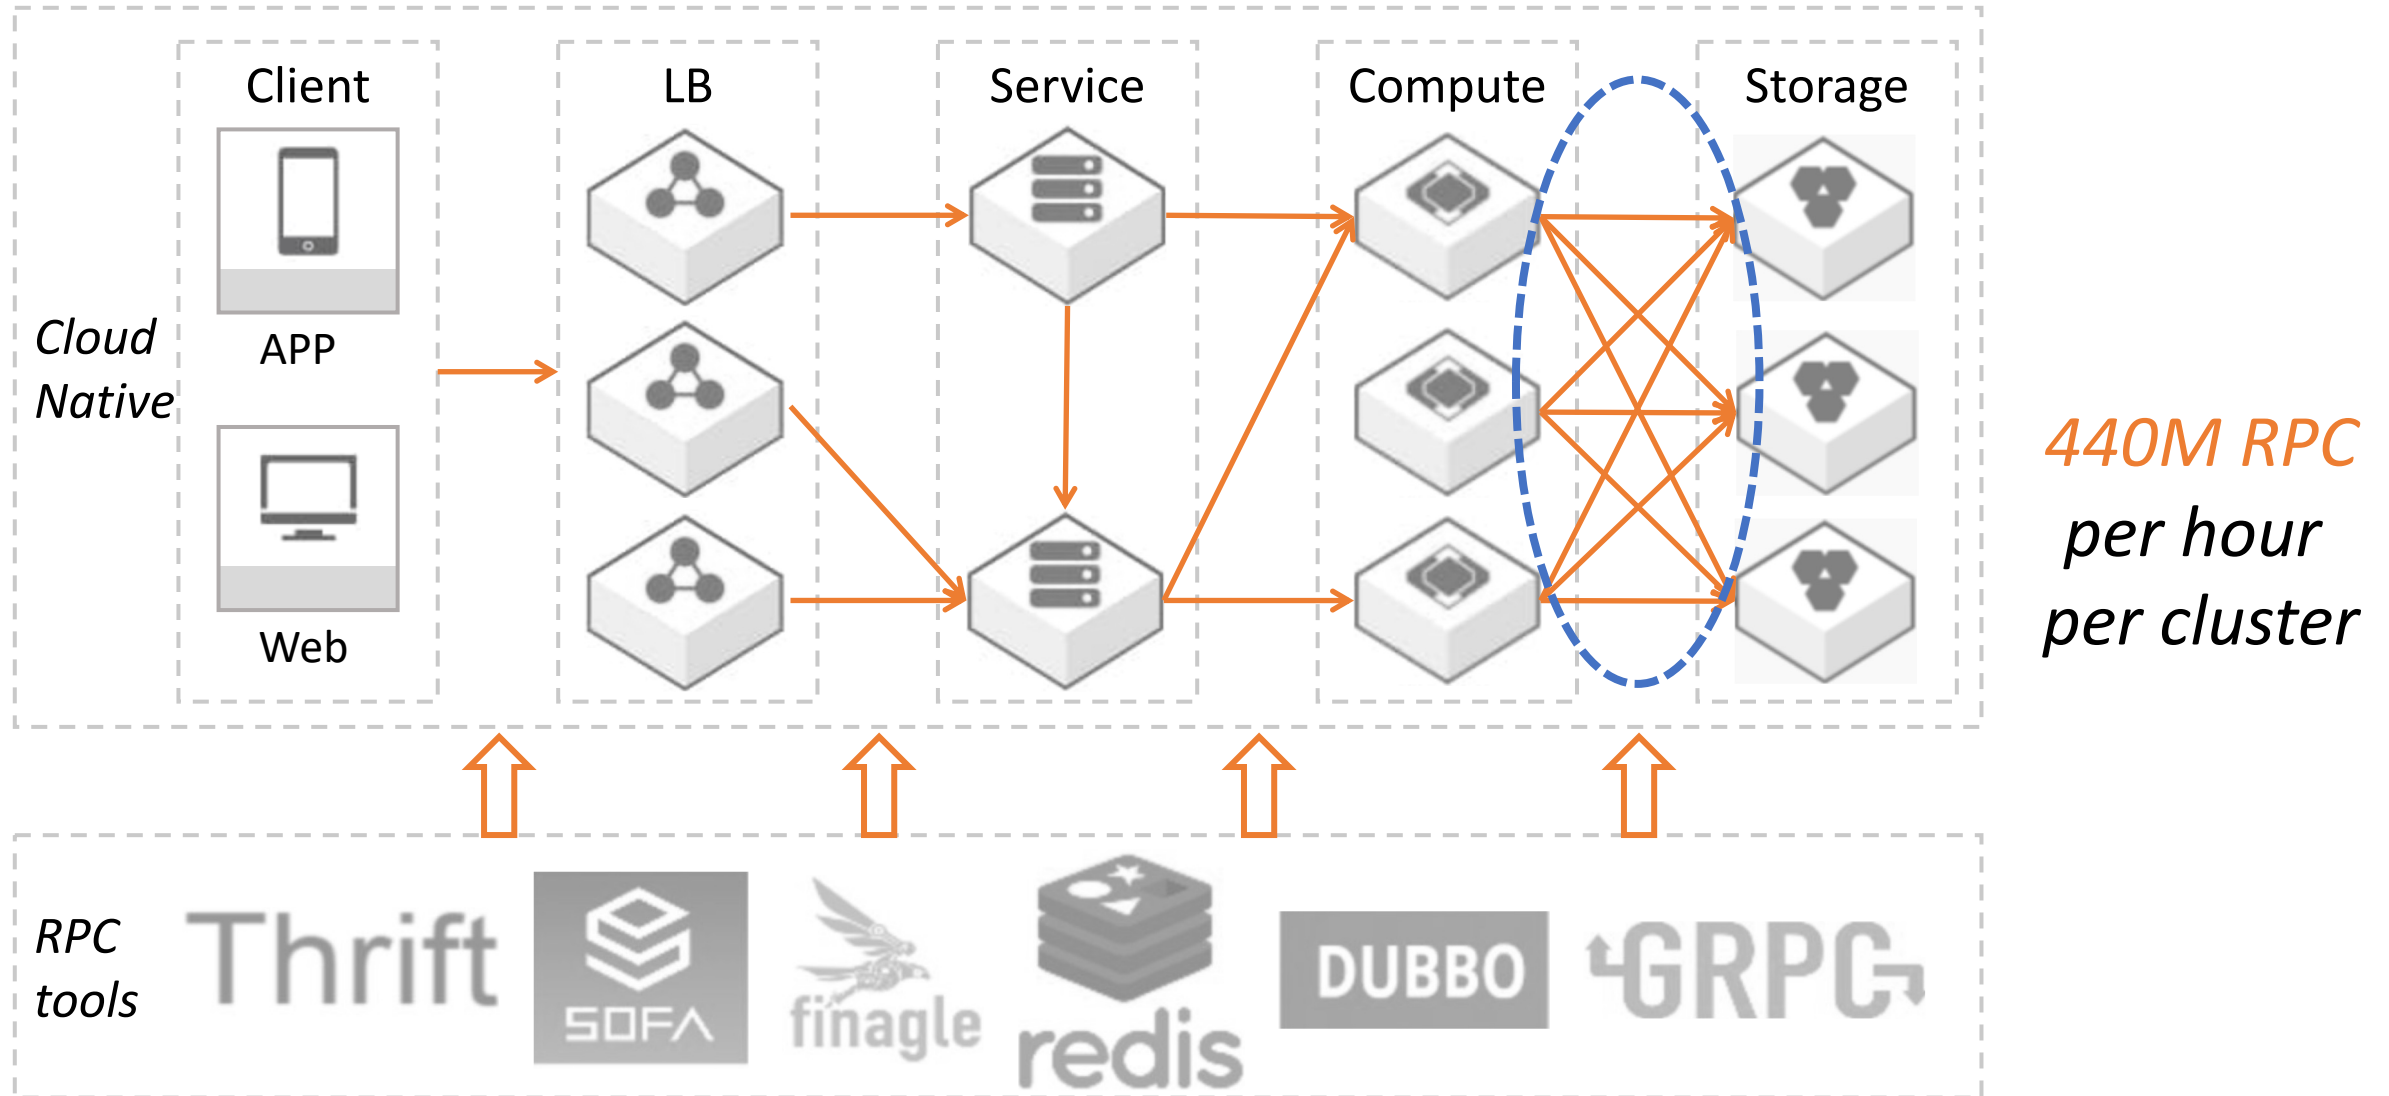 Client
LB
Service
Compute
Storage
APP
Web
Cloud
Native
440M RPC
per hour
per cluster
RPC
tools
Thrift
SOFA
finagle
redis
DUBBO
GRPC